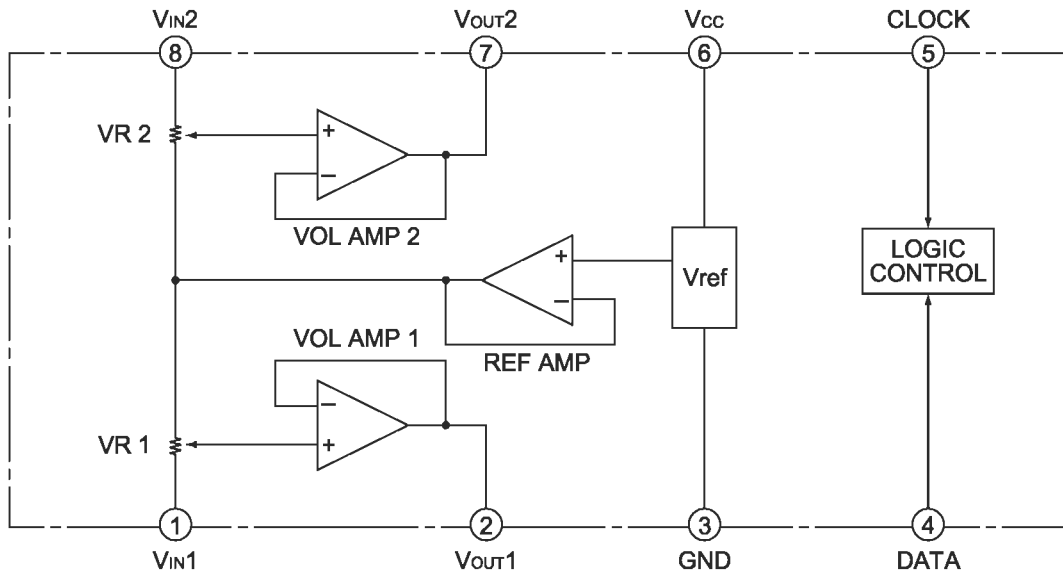 VIN2 VOUT2 VCC CLOCK
8 7 6 5
VR 2
+
−
VOL AMP 2
+
−
Vref
LOGIC
CONTROL
REF AMP
VOL AMP 1
−
+
VR 1
1 2 3 4
VIN1 VOUT1 GND DATA